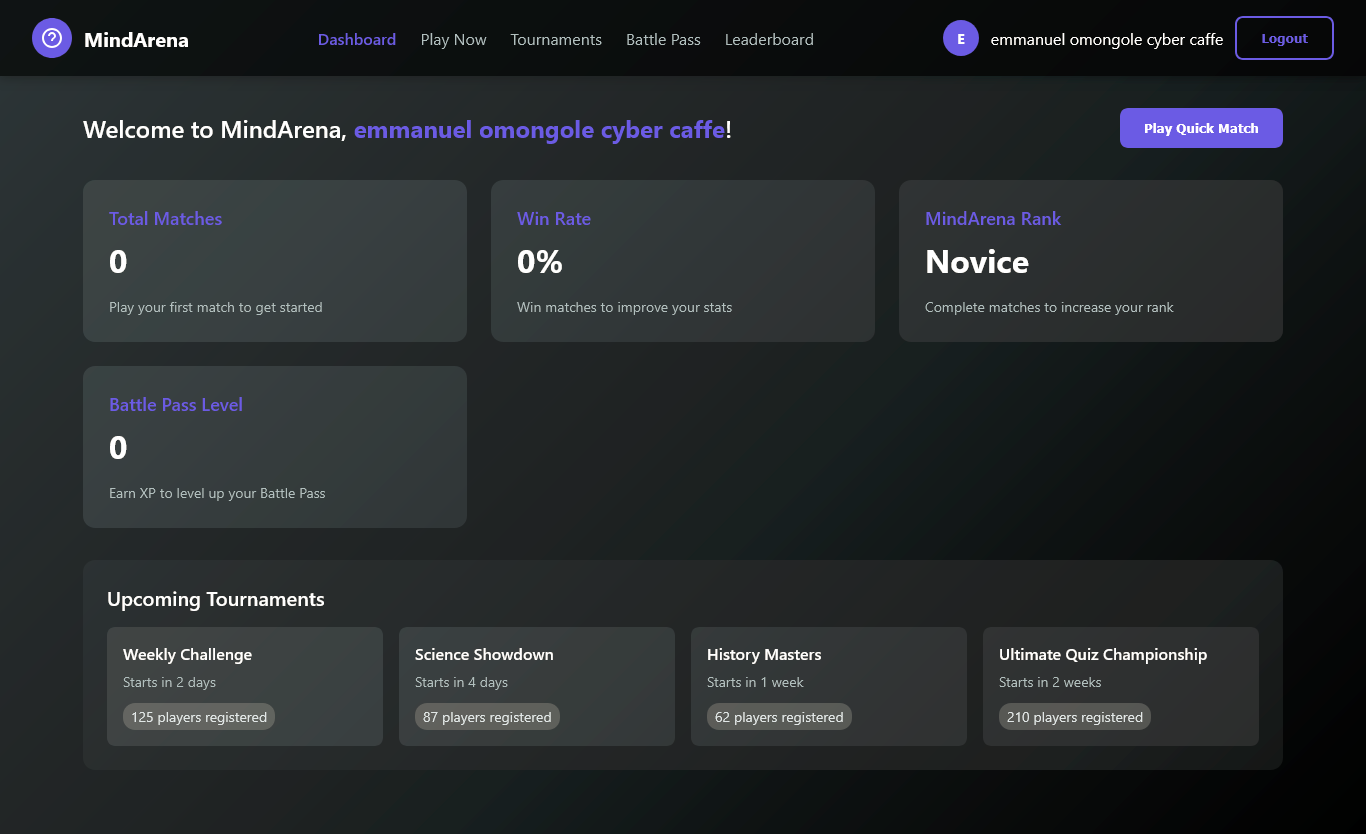 MindArena
Dashboard Play Now Tournaments Battle Pass Leaderboard
E emmanuel omongole cyber caffe Logout
Welcome to MindArena, emmanuel omongole cyber caffe!
Play Quick Match
Total Matches
0
Play your first match to get started
Win Rate
0%
Win matches to improve your stats
MindArena Rank
Novice
Complete matches to increase your rank
Battle Pass Level
0
Earn XP to level up your Battle Pass
Upcoming Tournaments
Weekly Challenge
Starts in 2 days
125 players registered
Science Showdown
Starts in 4 days
87 players registered
History Masters
Starts in 1 week
62 players registered
Ultimate Quiz Championship
Starts in 2 weeks
210 players registered